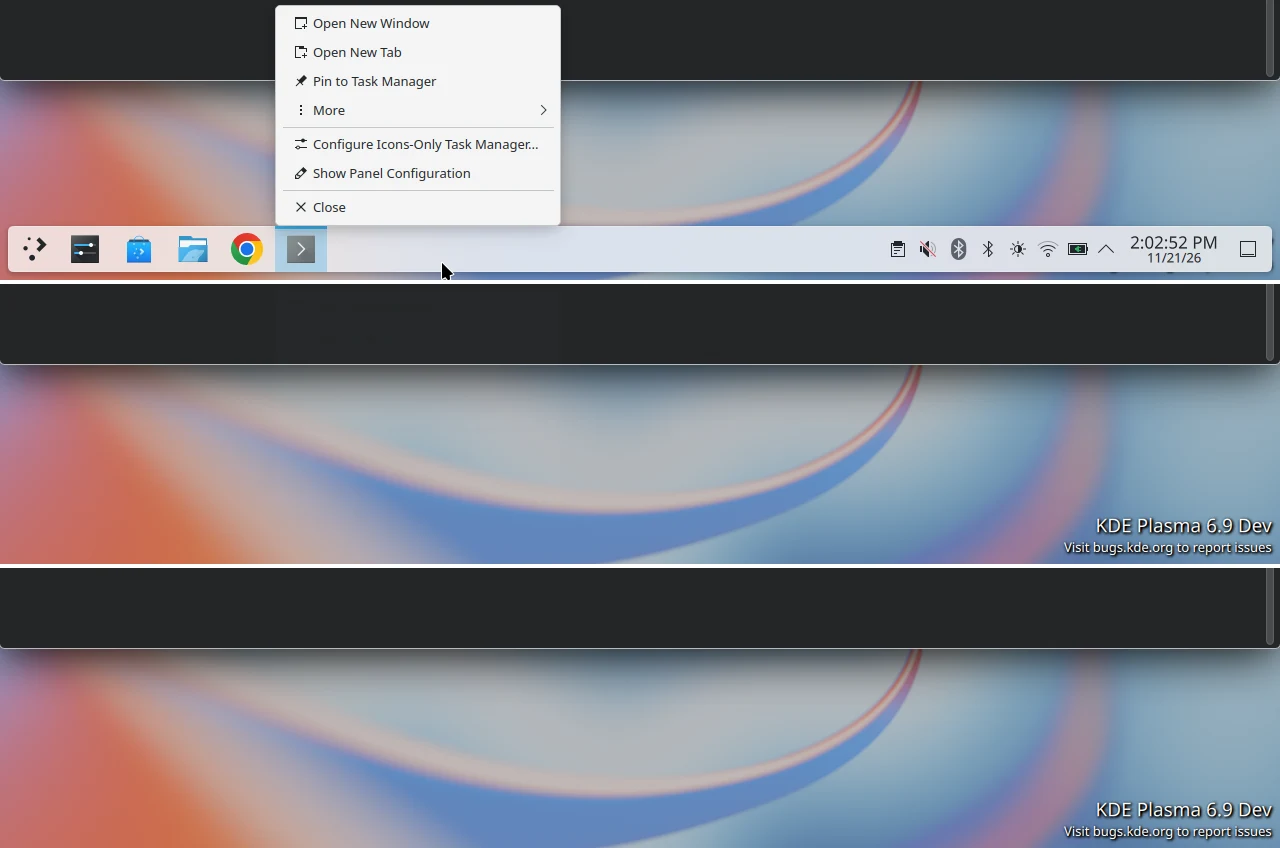 Open New Window
Open New Tab
Pin to Task Manager
More
Configure Icons-Only Task Manager...
Show Panel Configuration
Close
2:02:52 PM
11/21/26
KDE Plasma 6.9 Dev
Visit bugs.kde.org to report issues
KDE Plasma 6.9 Dev
Visit bugs.kde.org to report issues